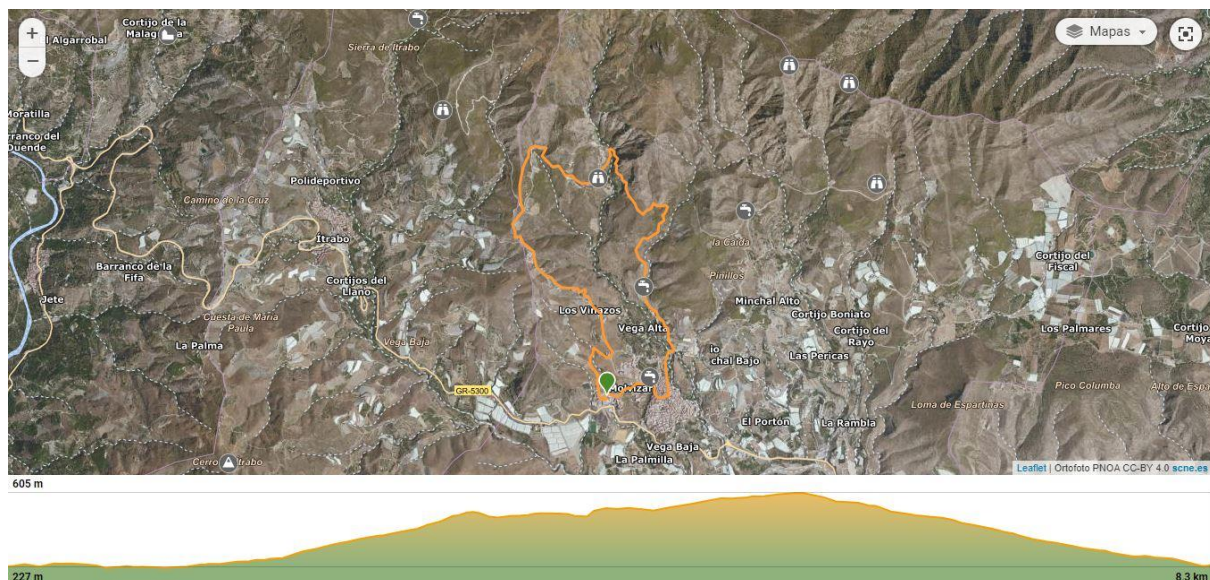 +
−
Mapas
Cortijo de la
Malag a
l Algarrobal
Sierra de Itrabo
Moratilla
rranco del
Duende
Polideportivo
Camino de la Cruz
Itrabo
la Caída
Barranco de la
Fifa
Cortijos del
Llano
Pinillos
Cortijo del
Fiscal
Jete
Cuesta de María
Paula
Los Vinazos
Minchal Alto
Cortijo Boniato
Vega Alta
Cortijo del
Rayo
Los Palmares
Cortijo
Moya
La Palma
Vega Baja
io
chal Bajo
Las Pericas
GR-5300
Molvízar
Pico Columba
Alto de Espa
Loma de Espartinas
El Portón
La Rambla
Vega Baja
La Palmilla
Cerro Itrabo
Leaflet | Ortofoto PNOA CC-BY 4.0 scne.es
605 m
227 m
8.3 km